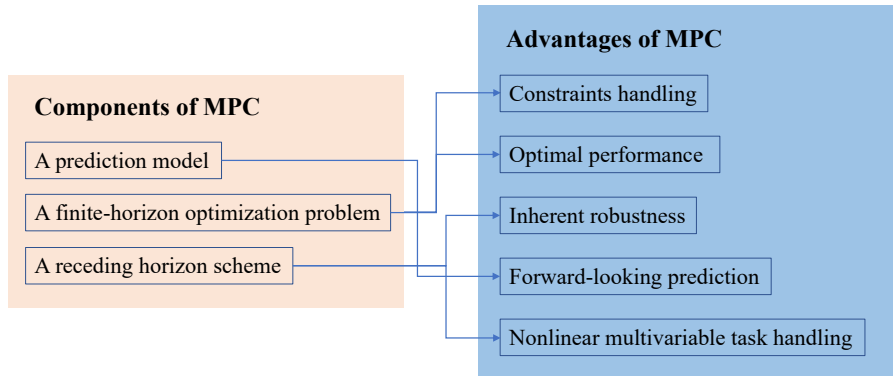 Components of MPC
A prediction model
A finite-horizon optimization problem
A receding horizon scheme
Advantages of MPC
Constraints handling
Optimal performance
Inherent robustness
Forward-looking prediction
Nonlinear multivariable task handling